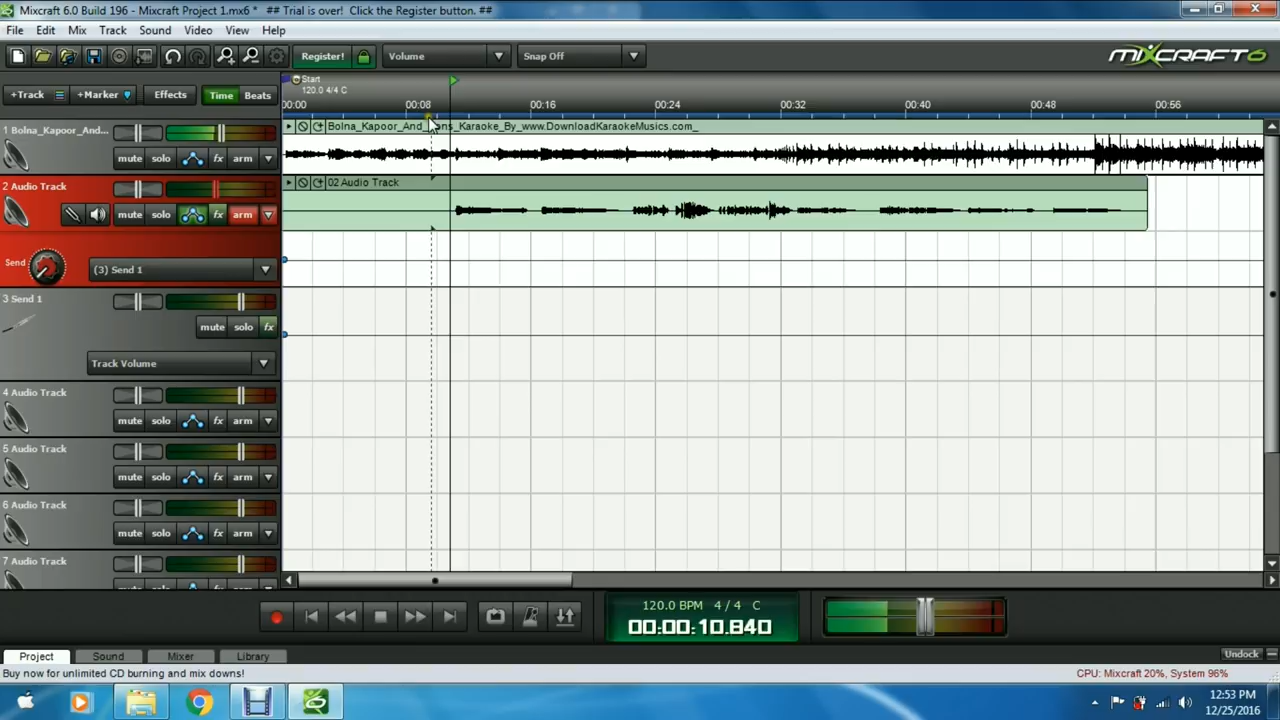 Mixcraft 6.0 Build 196 - Mixcraft Project 1.mx6 * ## Trial is over! Click the Register button. ##
File Edit Mix Track Sound Video View Help
Register! Volume Snap Off MIXCRAFT6
+Track +Marker Effects Time Beats
Start
120.0 4/4 C
00:00 00:08 00:16 00:24 00:32 00:40 00:48 00:56
1 Bolna_Kapoor_And...
mute solo fx arm
Bolna_Kapoor_And_ ons_Karaoke_By_www.DownloadKaraokeMusics.com_
2 Audio Track
mute solo fx arm
02 Audio Track
Send (3) Send 1
3 Send 1
mute solo fx
Track Volume
4 Audio Track
mute solo fx arm
5 Audio Track
mute solo fx arm
6 Audio Track
mute solo fx arm
7 Audio Track
120.0 BPM 4 / 4 C
00:00:10.840
Project Sound Mixer Library Undock
Buy now for unlimited CD burning and mix downs! CPU: Mixcraft 20%, System 96%
12:53 PM
12/25/2016